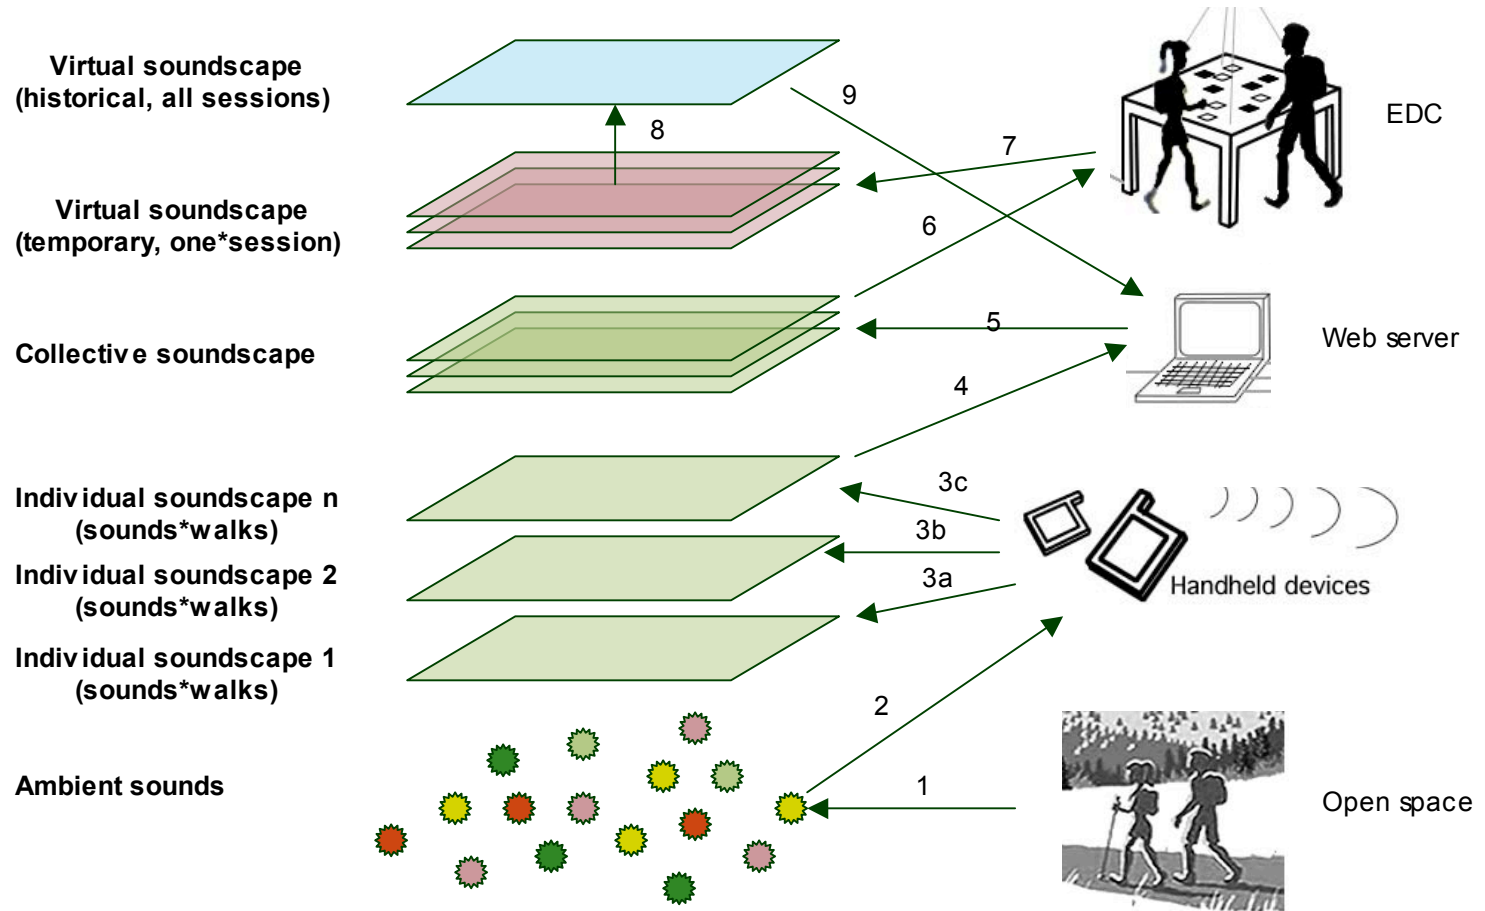 Virtual soundscape
(historical, all sessions)
9
EDC
8
7
Virtual soundscape
(temporary, one*session)
6
5
Web server
Collective soundscape
4
3c
Individual soundscape n
(sounds*walks)
3b
Individual soundscape 2
(sounds*walks)
3a
Handheld devices
Individual soundscape 1
(sounds*walks)
2
Ambient sounds
1
Open space